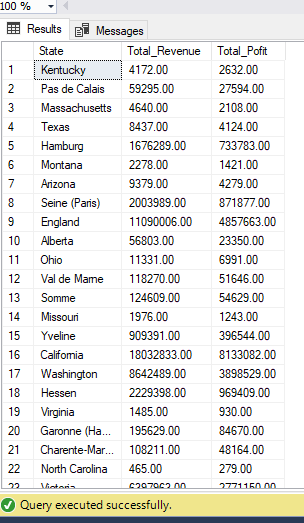 100 %
Results Messages
State Total_Revenue Total_Pofit
1 Kentucky 4172.00 2632.00
2 Pas de Calais 59295.00 27594.00
3 Massachusetts 4640.00 2108.00
4 Texas 8437.00 4124.00
5 Hamburg 1676289.00 733783.00
6 Montana 2278.00 1421.00
7 Arizona 9379.00 4279.00
8 Seine (Paris) 2003989.00 871877.00
9 England 11090006.00 4857663.00
10 Alberta 56803.00 23350.00
11 Ohio 11331.00 6991.00
12 Val de Marne 118270.00 51646.00
13 Somme 124609.00 54629.00
14 Missouri 1976.00 1243.00
15 Yveline 909391.00 396544.00
16 California 18032833.00 8133082.00
17 Washington 8642489.00 3898529.00
18 Hessen 2229398.00 969409.00
19 Virginia 1485.00 930.00
20 Garonne (Ha... 195629.00 84670.00
21 Charente-Mar... 108211.00 48164.00
22 North Carolina 465.00 279.00
23 Victoria 6397963.00 2771150.00
Query executed successfully.